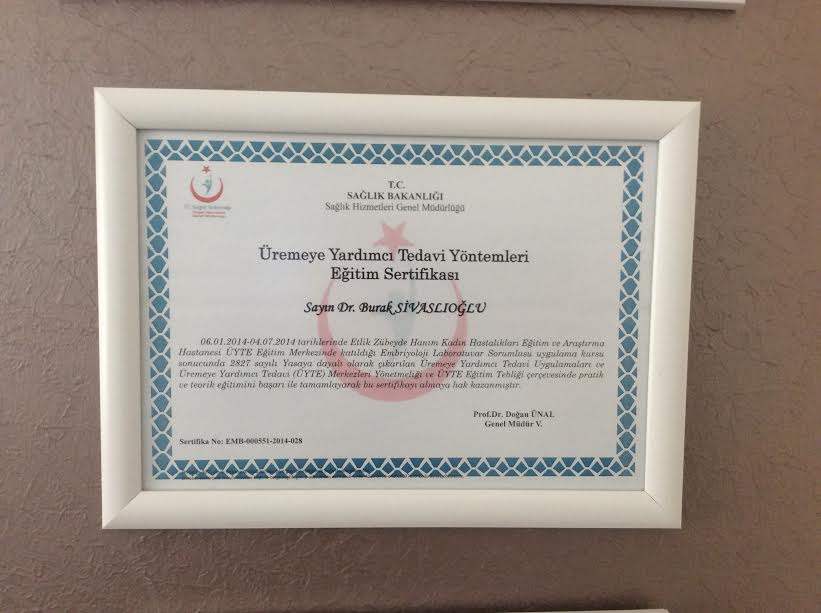 T.C.
SAĞLIK BAKANLIĞI
Sağlık Hizmetleri Genel Müdürlüğü
T.C. Sağlık Bakanlığı
Üremeye Yardımcı Tedavi Yöntemleri
Eğitim Sertifikası
Sayın Dr. Burak SİVASLIOĞLU
06.01.2014-04.07.2014 tarihlerinde Etlik Zübeyde Hanım Kadın Hastalıkları Eğitim ve Araştırma
Hastanesi ÜYTE Eğitim Merkezinde katıldığı Embriyoloji Laboratuvar Sorumlusu uygulama kursu
sonucunda 2827 sayılı Yasaya dayalı olarak çıkarılan Üremeye Yardımcı Tedavi Uygulamaları ve
Üremeye Yardımcı Tedavi (ÜYTE) Merkezleri Yönetmeliği ve ÜYTE Eğitim Tebliği çerçevesinde pratik
ve teorik eğitimini başarı ile tamamlayarak bu sertifikayı almaya hak kazanmıştır.
Prof.Dr. Doğan ÜNAL
Genel Müdür V.
Sertifika No: EMB-000551-2014-028